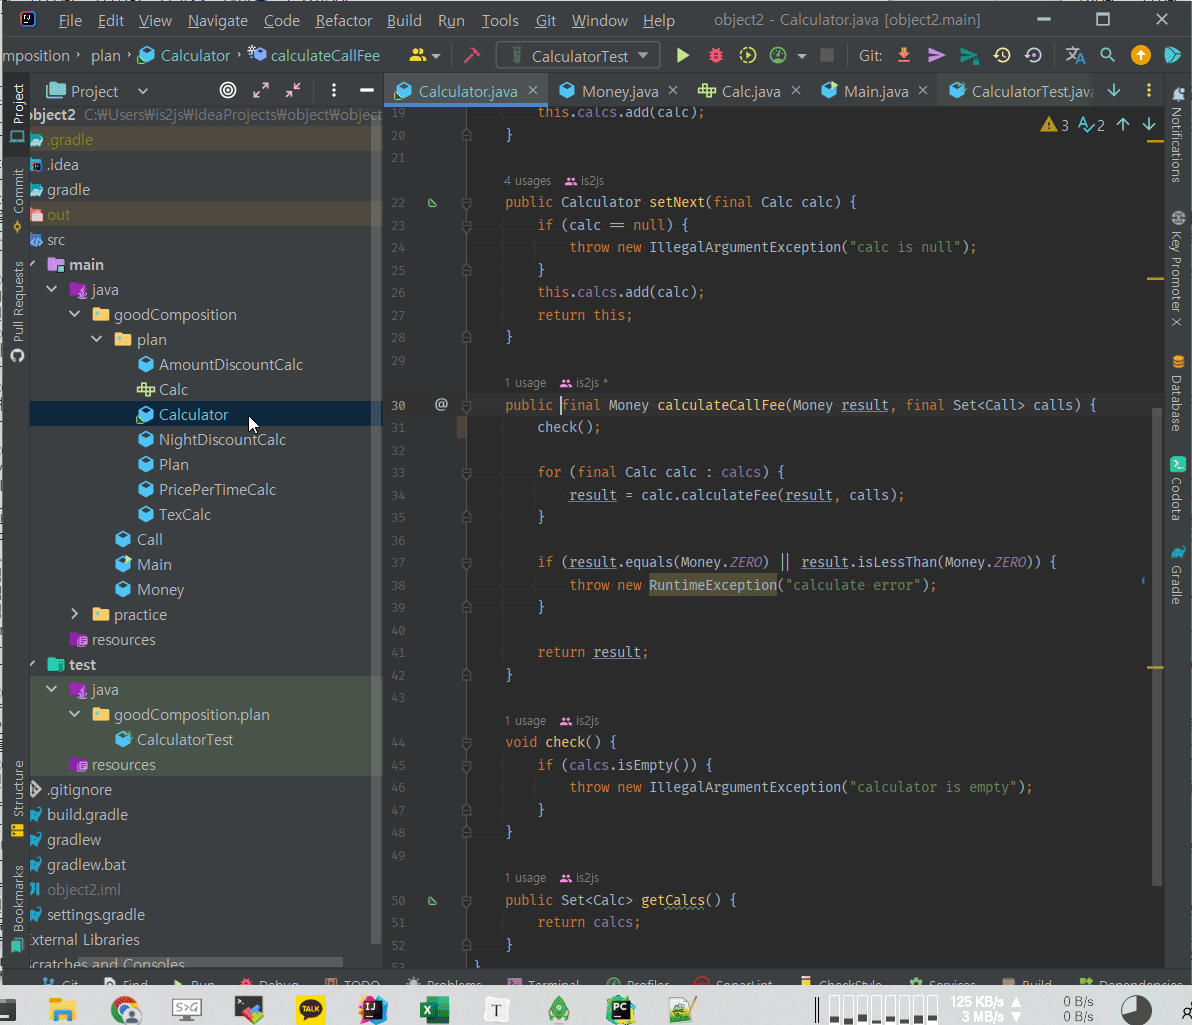 File Edit View Navigate Code Refactor Build Run Tools Git Window Help object2 - Calculator.java [object2.main]
mposition plan Calculator calculateCallFee CalculatorTest Git:
Project
Calculator.java Money.java Calc.java Main.java CalculatorTest.java
object2 C:₩Users₩is2js₩IdeaProjects₩object₩object
.gradle
.idea
gradle
out
src
main
java
goodComposition
plan
AmountDiscountCalc
Calc
Calculator
NightDiscountCalc
Plan
PricePerTimeCalc
TexCalc
Call
Main
Money
practice
resources
test
java
goodComposition.plan
CalculatorTest
resources
.gitignore
build.gradle
gradlew
gradlew.bat
object2.iml
settings.gradle
External Libraries
Scratches and Consoles
Project
Commit
Pull Requests
Structure
Bookmarks
3 2
19 this.calcs.add(calc);
20 }
21
4 usages is2js
22 public Calculator setNext(final Calc calc) {
23 if (calc == null) {
24 throw new IllegalArgumentException("calc is null");
25 }
26 this.calcs.add(calc);
27 return this;
28 }
29
1 usage is2js *
30 @ public final Money calculateCallFee(Money result, final Set<Call> calls) {
31 check();
32
33 for (final Calc calc : calcs) {
34 result = calc.calculateFee(result, calls);
35 }
36
37 if (result.equals(Money.ZERO) || result.isLessThan(Money.ZERO)) {
38 throw new RuntimeException("calculate error");
39 }
40
41 return result;
42 }
43
1 usage is2js
44 void check() {
45 if (calcs.isEmpty()) {
46 throw new IllegalArgumentException("calculator is empty");
47 }
48 }
49
1 usage is2js
50 public Set<Calc> getCalcs() {
51 return calcs;
52 }
53 }
Notifications
Key Promoter X
Database
Codota
Gradle
Git Find Run Debug TODO Problems Terminal Profiler SonarLint CheckStyle Services Build Dependencies
S>G TALK IJ X T PC
125 KB/s 0 B/s
3 MB/s 0 B/s